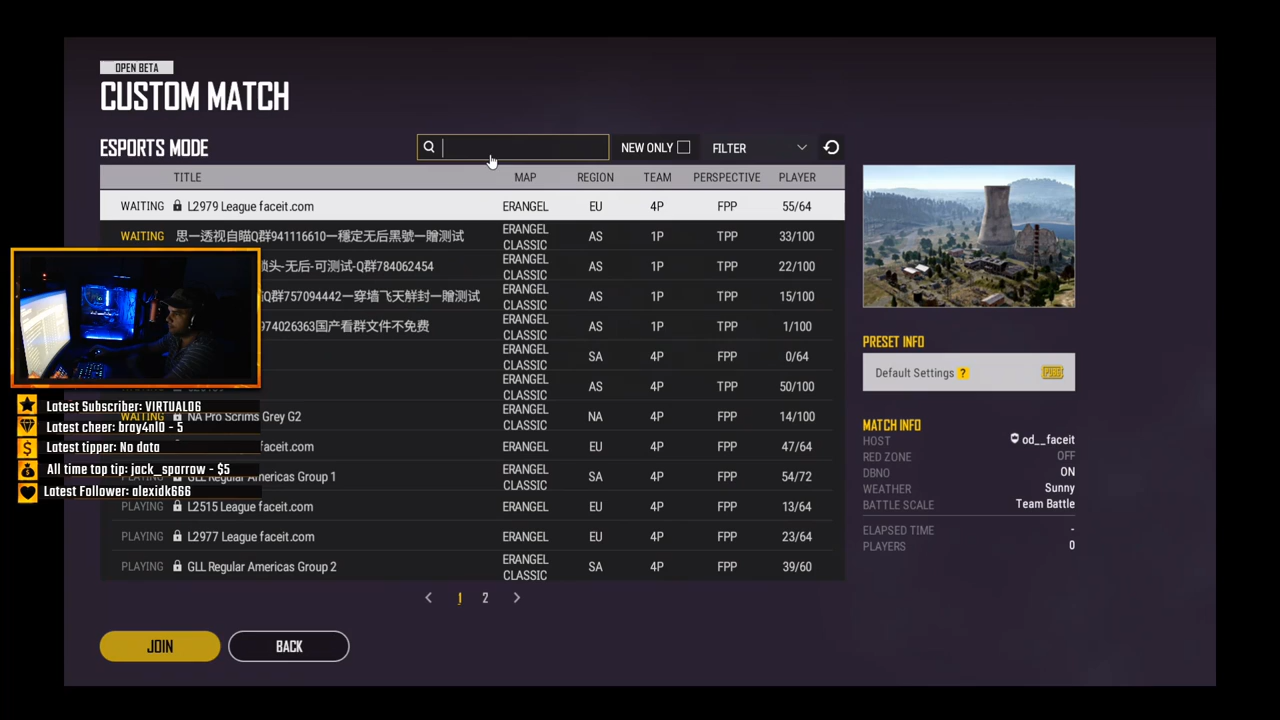 OPEN BETA
CUSTOM MATCH
ESPORTS MODE
NEW ONLY
FILTER
TITLE MAP REGION TEAM PERSPECTIVE PLAYER
WAITING L2979 League faceit.com ERANGEL EU 4P FPP 55/64
WAITING 思一透视自瞄Q群941116610一穩定无后黑號一贈测试 ERANGEL CLASSIC AS 1P TPP 33/100
锁头-无后-可测试-Q群784062454 ERANGEL CLASSIC AS 1P TPP 22/100
Q群757094442一穿墙飞天解封一贈测试 ERANGEL CLASSIC AS 1P TPP 15/100
974026363国产看群文件不免费 ERANGEL CLASSIC AS 1P TPP 1/100
ERANGEL CLASSIC SA 4P FPP 0/64
ERANGEL CLASSIC AS 4P TPP 50/100
WAITING NA Pro Scrims Grey G2 ERANGEL CLASSIC NA 4P FPP 14/100
faceit.com ERANGEL EU 4P FPP 47/64
GLL Regular Americas Group 1 ERANGEL CLASSIC SA 4P FPP 54/72
PLAYING L2515 League faceit.com ERANGEL EU 4P FPP 13/64
PLAYING L2977 League faceit.com ERANGEL EU 4P FPP 23/64
PLAYING GLL Regular Americas Group 2 ERANGEL CLASSIC SA 4P FPP 39/60
1 2
JOIN
BACK
PRESET INFO
Default Settings ? PUBG
MATCH INFO
HOST od__faceit
RED ZONE OFF
DBNO ON
WEATHER Sunny
BATTLE SCALE Team Battle
ELAPSED TIME -
PLAYERS 0
Latest Subscriber: VIRTUAL06
Latest cheer: bray4nl0 - 5
Latest tipper: No data
All time top tip: jack_sparrow - $5
Latest Follower: alexidk666